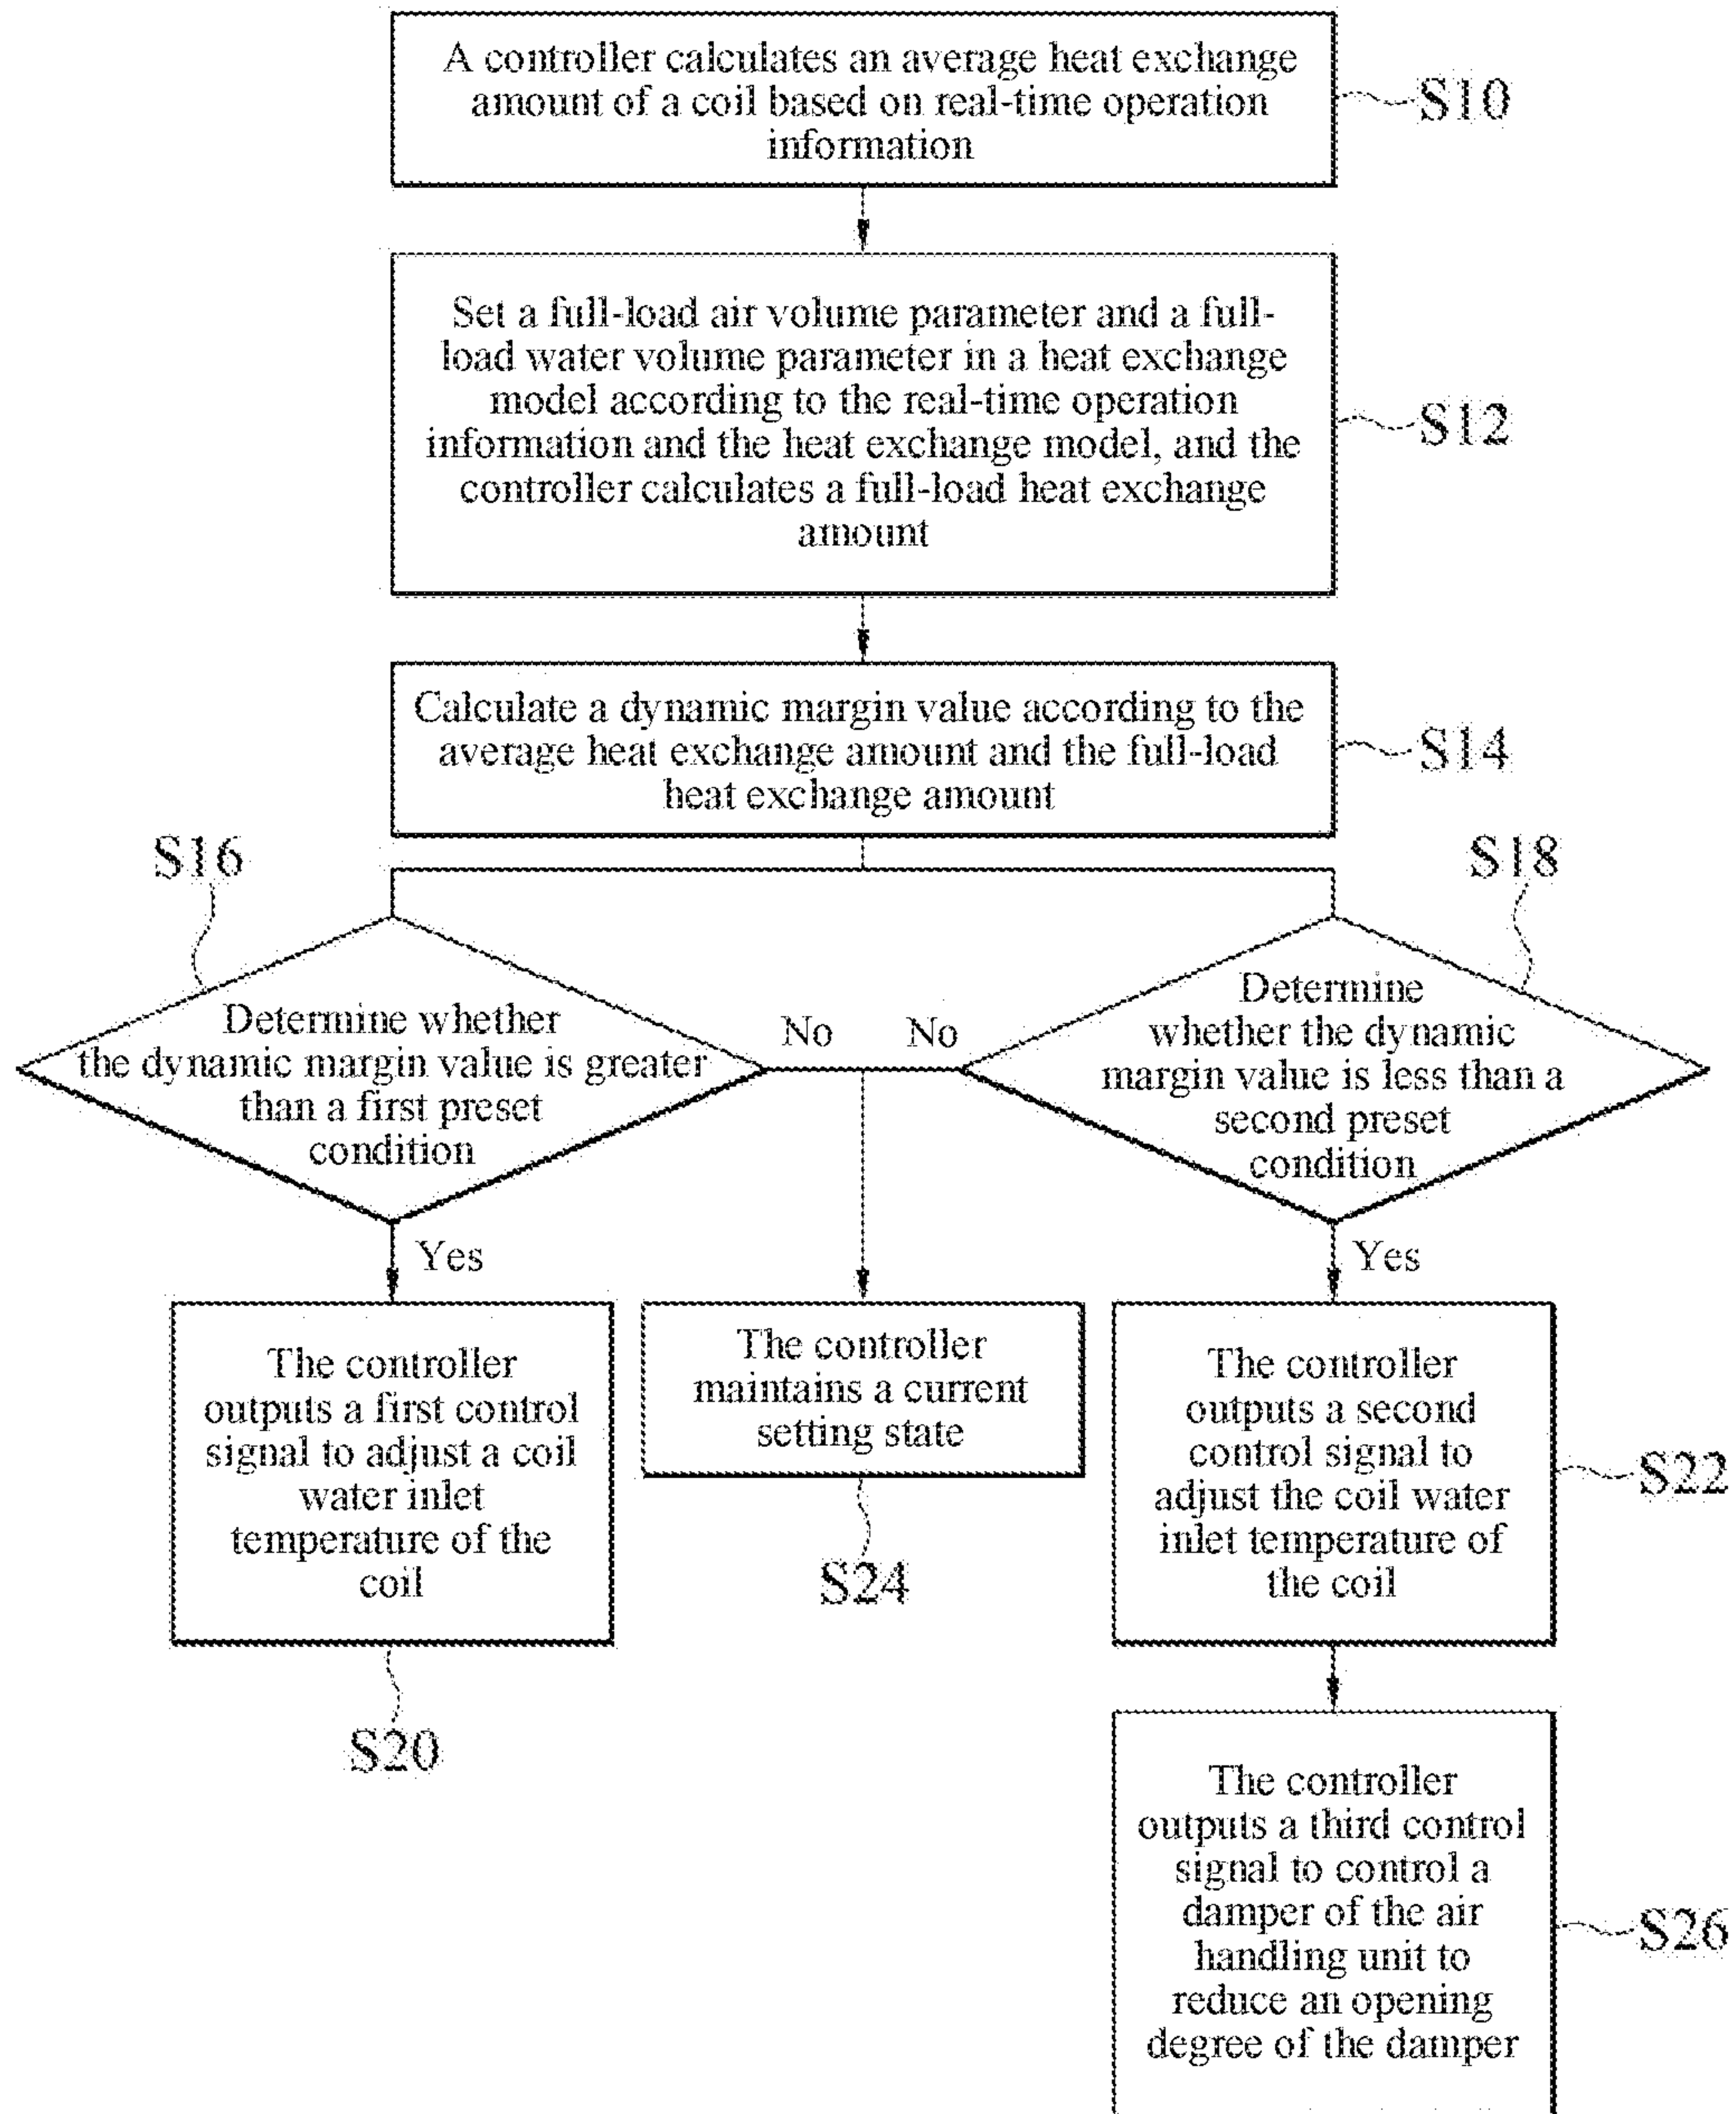 A controller calculates an average heat exchange
amount of a coil based on real-time operation
information
S10
Set a full-load air volume parameter and a full-
load water volume parameter in a heat exchange
model according to the real-time operation
information and the heat exchange model, and the
controller calculates a full-load heat exchange
amount
S12
Calculate a dynamic margin value according to the
average heat exchange amount and the full-load
heat exchange amount
S14
S16
Determine whether
the dynamic margin value is greater
than a first preset
condition
No
Yes
S18
Determine
whether the dynamic
margin value is less than a
second preset
condition
No
Yes
The controller
outputs a first control
signal to adjust a coil
water inlet
temperature of the
coil
S20
The controller
maintains a current
setting state
S24
The controller
outputs a second
control signal to
adjust the coil water
inlet temperature of
the coil
S22
The controller
outputs a third control
signal to control a
damper of the air
handling unit to
reduce an opening
degree of the damper
S26